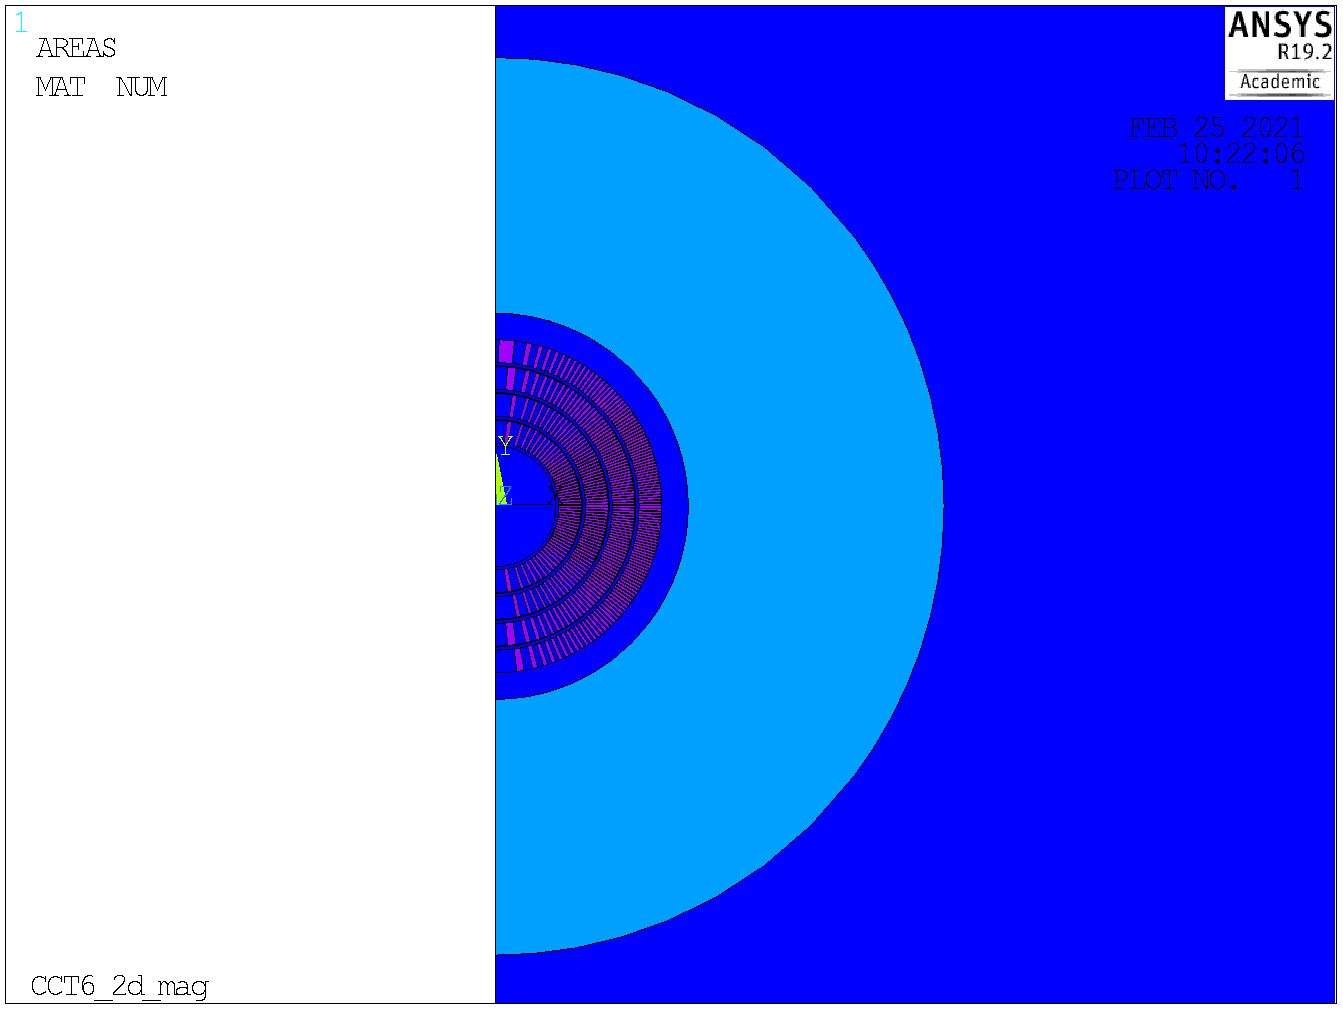 1
AREAS
MAT NUM
ANSYS
R19.2
Academic
FEB 25 2021
10:22:06
PLOT NO. 1
Y
Z
CCT6_2d_mag